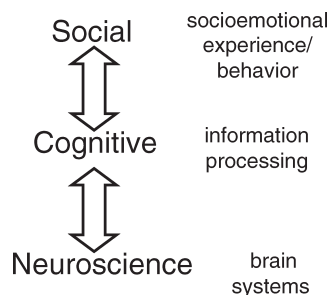 Social
socioemotional
experience/
behavior
Cognitive
information
processing
Neuroscience
brain
systems